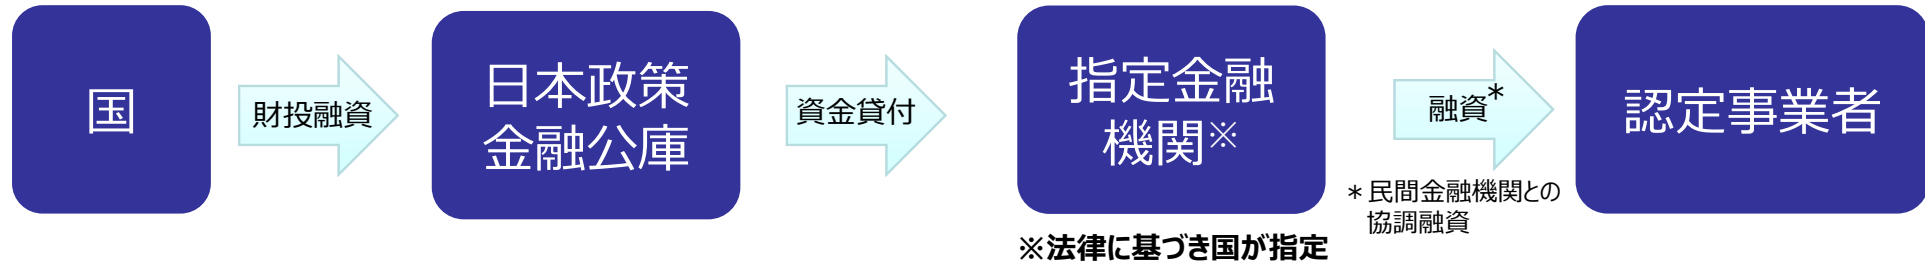 国
財投融資
日本政策
金融公庫
資金貸付
指定金融
機関※
※法律に基づき国が指定
融資*
*民間金融機関との
協調融資
認定事業者